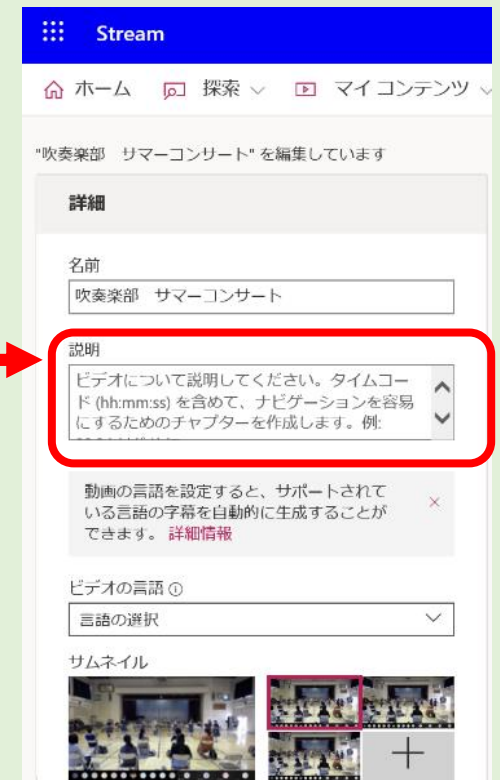 Stream
ホーム 探索 マイ コンテンツ
"吹奏楽部　サマーコンサート" を編集しています
詳細
名前
吹奏楽部　サマーコンサート
説明
ビデオについて説明してください。タイムコー
ド (hh:mm:ss) を含めて、ナビゲーションを容易
にするためのチャプターを作成します。例:
動画の言語を設定すると、サポートされて
いる言語の字幕を自動的に生成することが
できます。 詳細情報
ビデオの言語
言語の選択
サムネイル